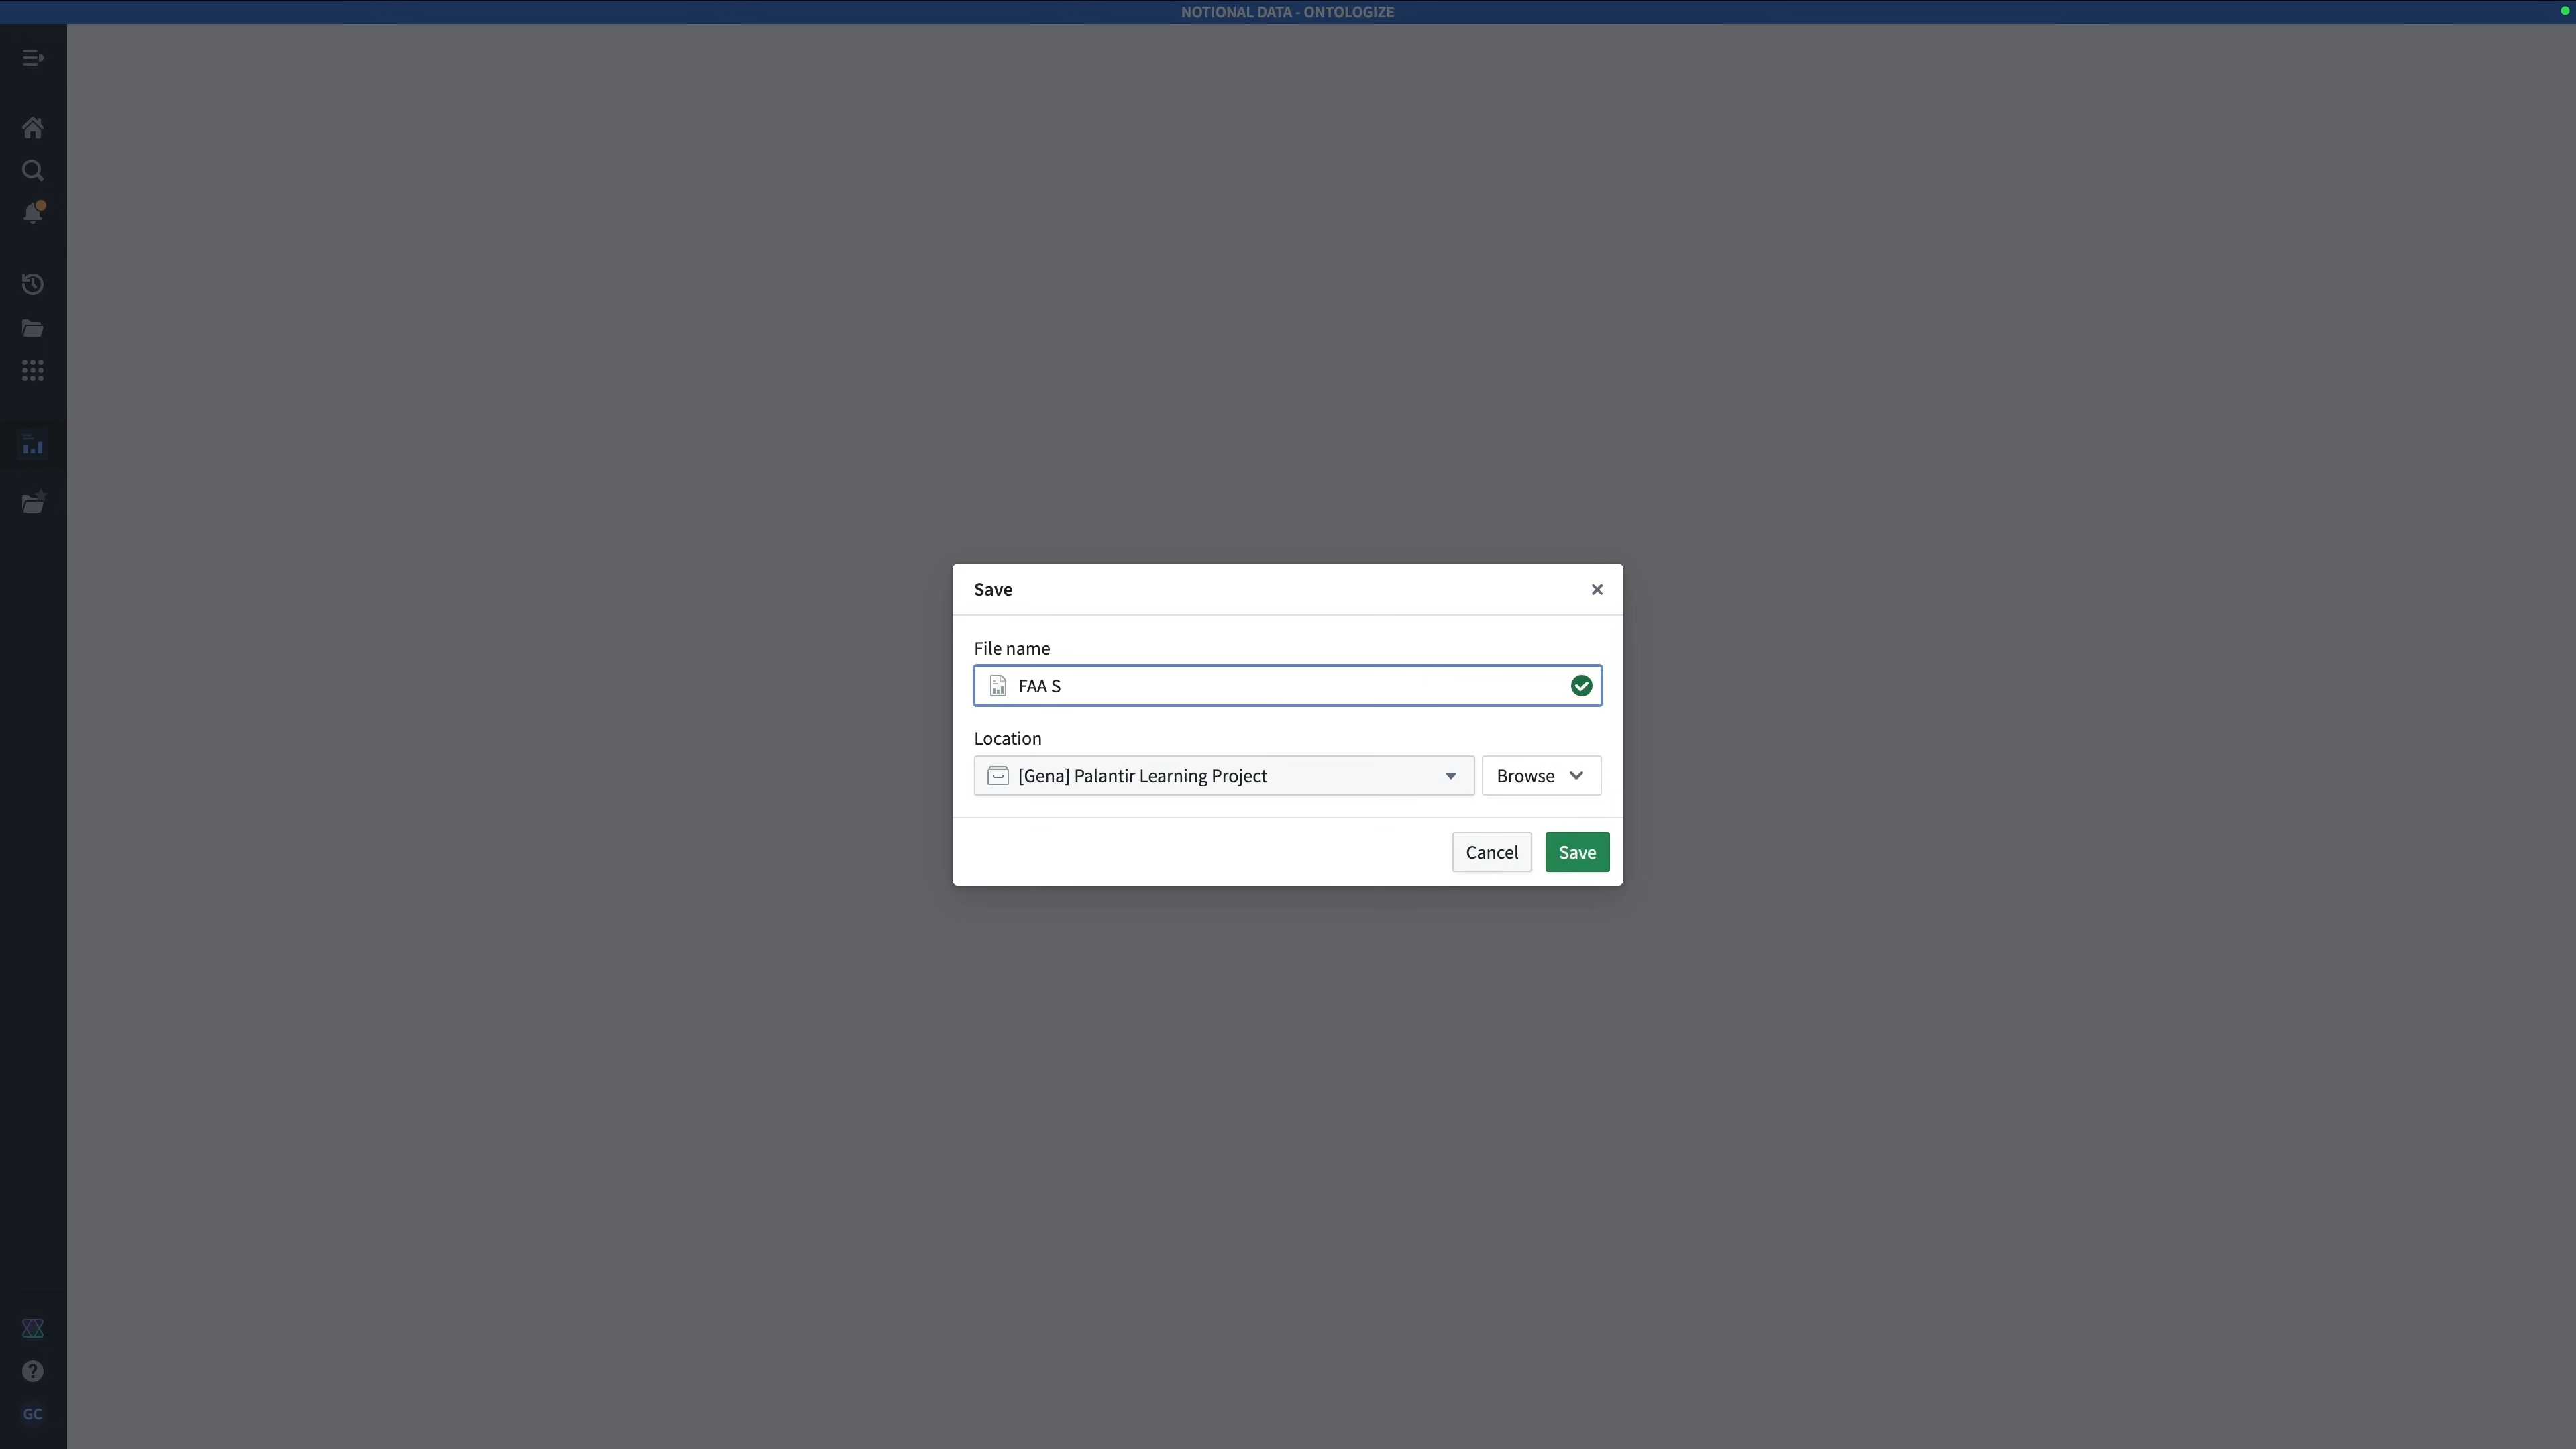 NOTIONAL DATA - ONTOLOGIZE
Save
File name
FAA S
Location
[Gena] Palantir Learning Project
Browse
Cancel
Save
GC